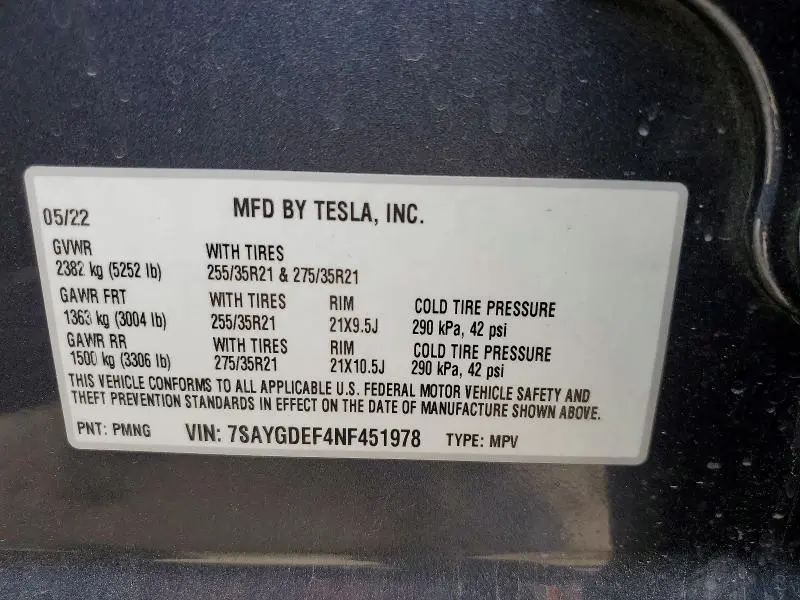 05/22 MFD BY TESLA, INC.
GVWR WITH TIRES
2382 kg (5252 lb) 255/35R21 & 275/35R21
GAWR FRT WITH TIRES RIM COLD TIRE PRESSURE
1363 kg (3004 lb) 255/35R21 21X9.5J 290 kPa, 42 psi
GAWR RR WITH TIRES RIM COLD TIRE PRESSURE
1500 kg (3306 lb) 275/35R21 21X10.5J 290 kPa, 42 psi
THIS VEHICLE CONFORMS TO ALL APPLICABLE U.S. FEDERAL MOTOR VEHICLE SAFETY AND
THEFT PREVENTION STANDARDS IN EFFECT ON THE DATE OF MANUFACTURE SHOWN ABOVE.
PNT: PMNG VIN: 7SAYGDEF4NF451978 TYPE: MPV